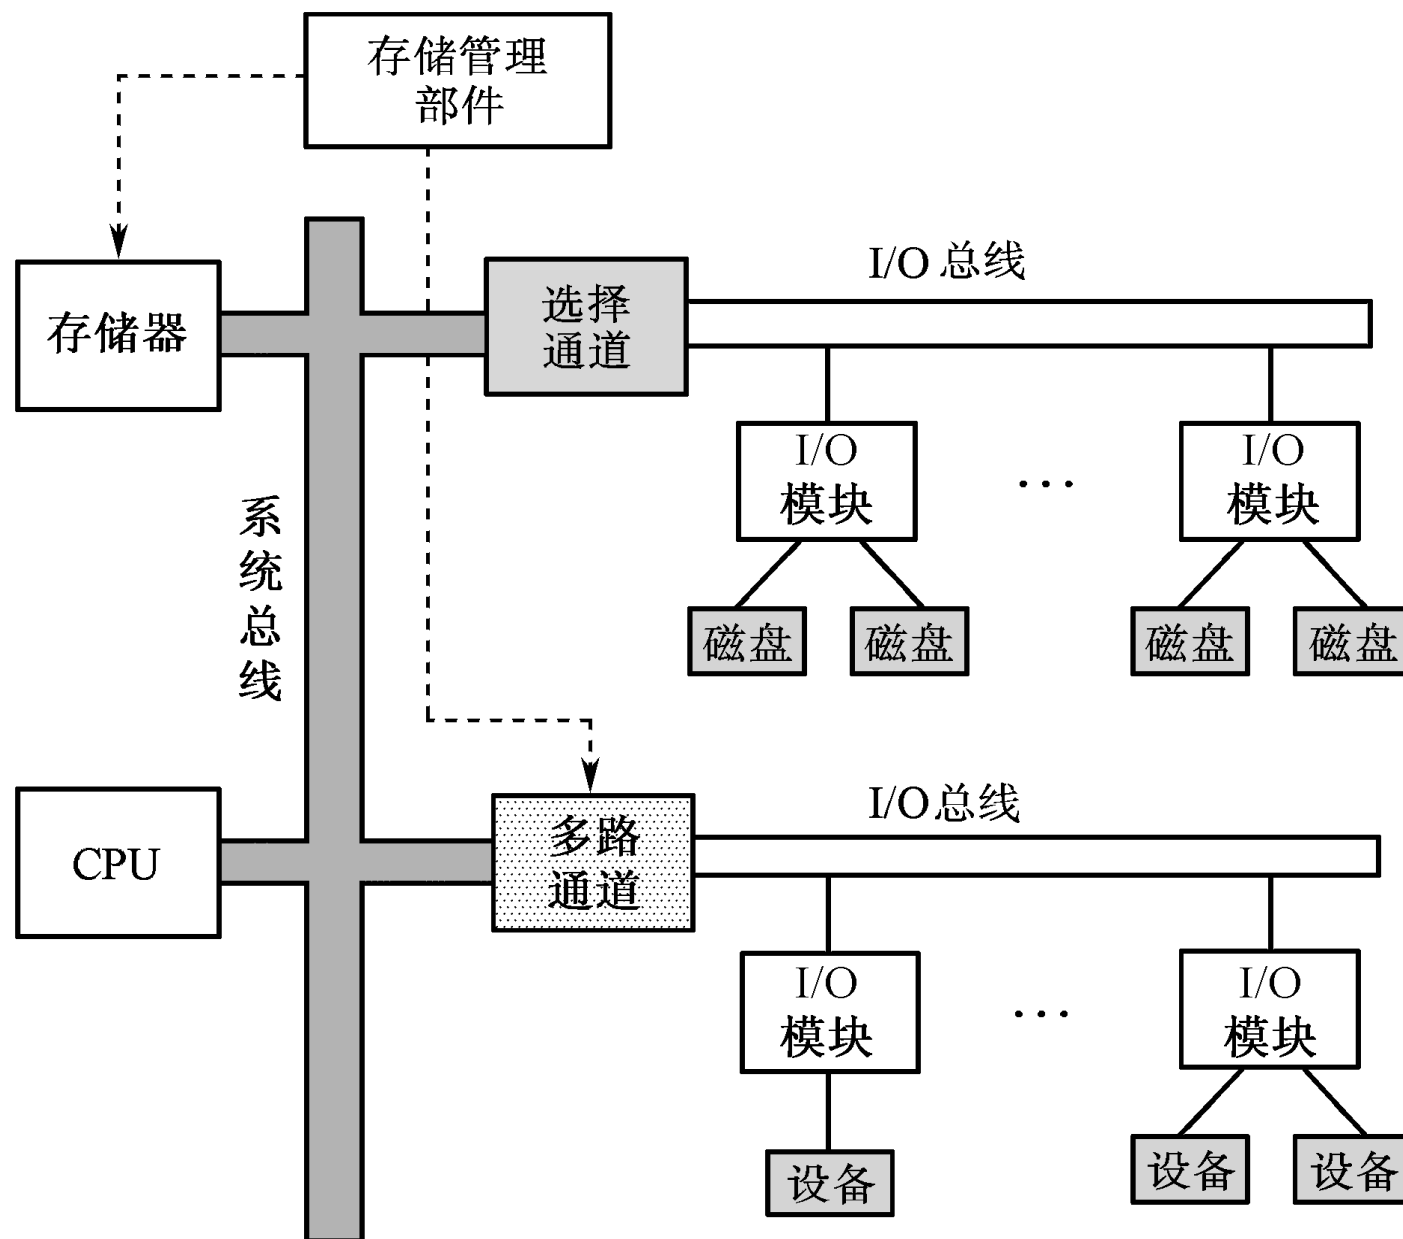 存储管理
部件
I/O 总线
存储器
选择
通道
I/O
模块
...
I/O
模块
系
统
总
线
磁盘
磁盘
磁盘
磁盘
I/O 总线
CPU
多路
通道
I/O
模块
...
I/O
模块
设备
设备
设备